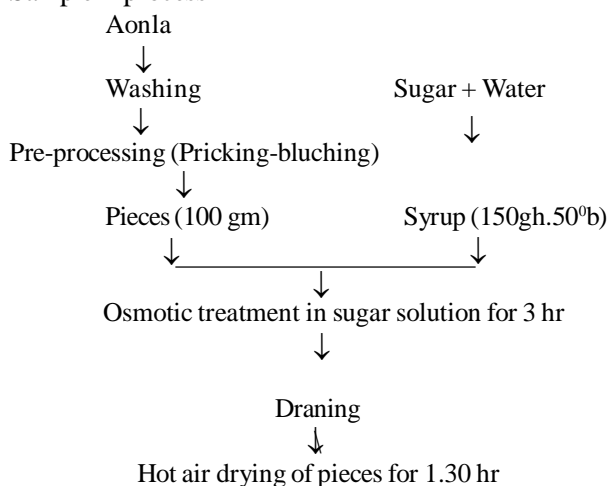 Aonla
Washing
Sugar + Water
Pre-processing (Pricking-bluching)
Pieces (100 gm)
Syrup (150gh.50⁰b)
Osmotic treatment in sugar solution for 3 hr
Draning
Hot air drying of pieces for 1.30 hr